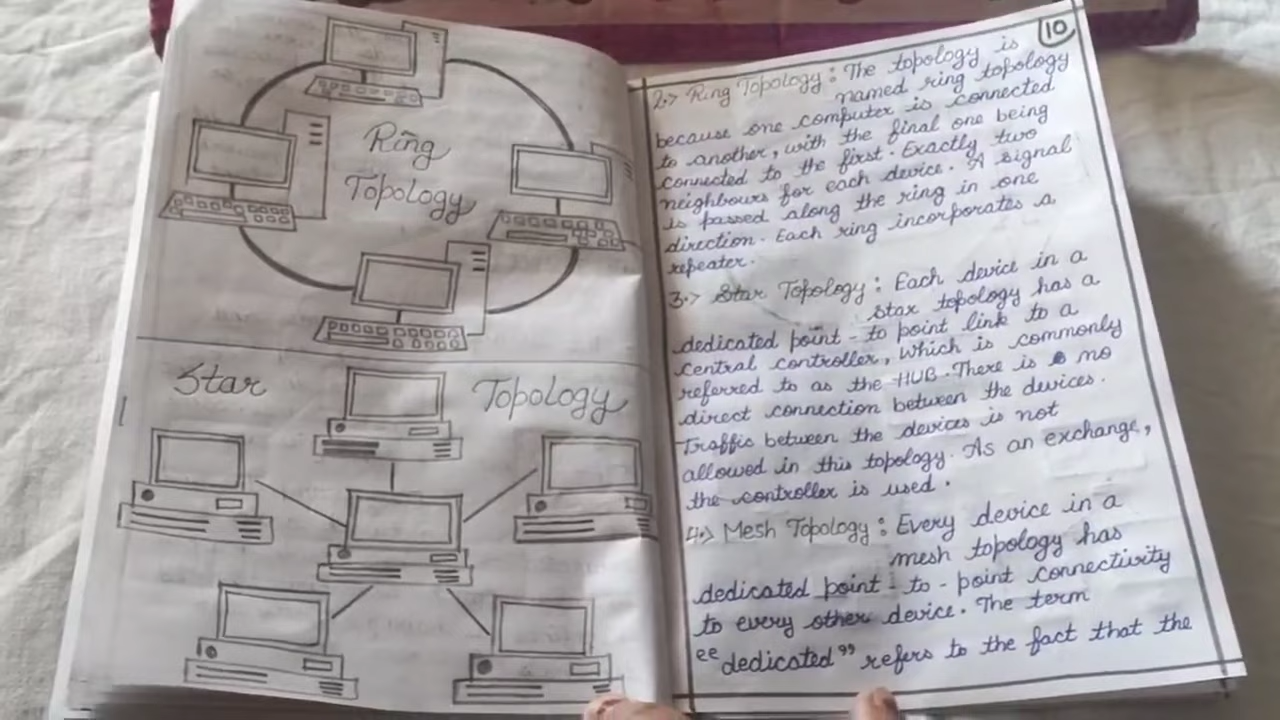 Ring
Topology
Star Topology
10
2.> Ring Topology : The topology is
named ring topology
because one computer is connected
to another, with the final one being
connected to the first. Exactly two
neighbours for each device. A signal
is passed along the ring in one
direction. Each ring incorporates a
repeater.
3.> Star Topology : Each device in a
star topology has a
dedicated point - to point link to a
central controller, which is commonly
referred to as the HUB. There is no
direct connection between the devices.
Traffic between the devices is not
allowed in this topology. As an exchange,
the controller is used.
4.> Mesh Topology : Every device in a
mesh topology has
dedicated point - to - point connectivity
to every other device. The term
“dedicated” refers to the fact that the